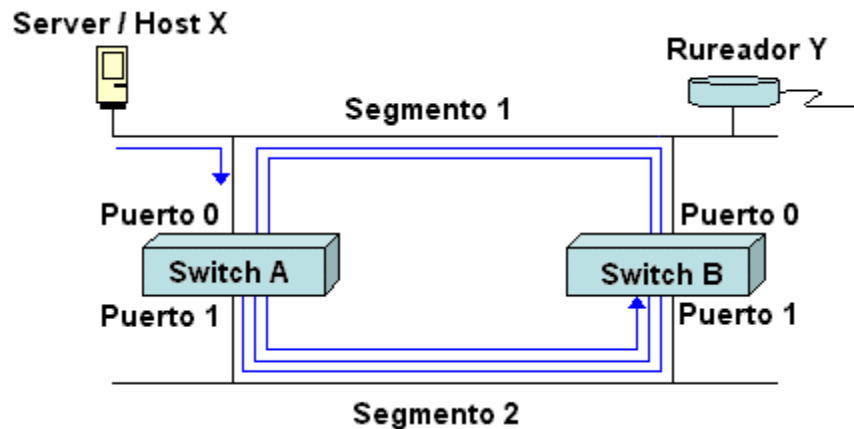 Server / Host X
Rureador Y
Segmento 1
Puerto 0
Puerto 0
Switch A
Switch B
Puerto 1
Puerto 1
Segmento 2